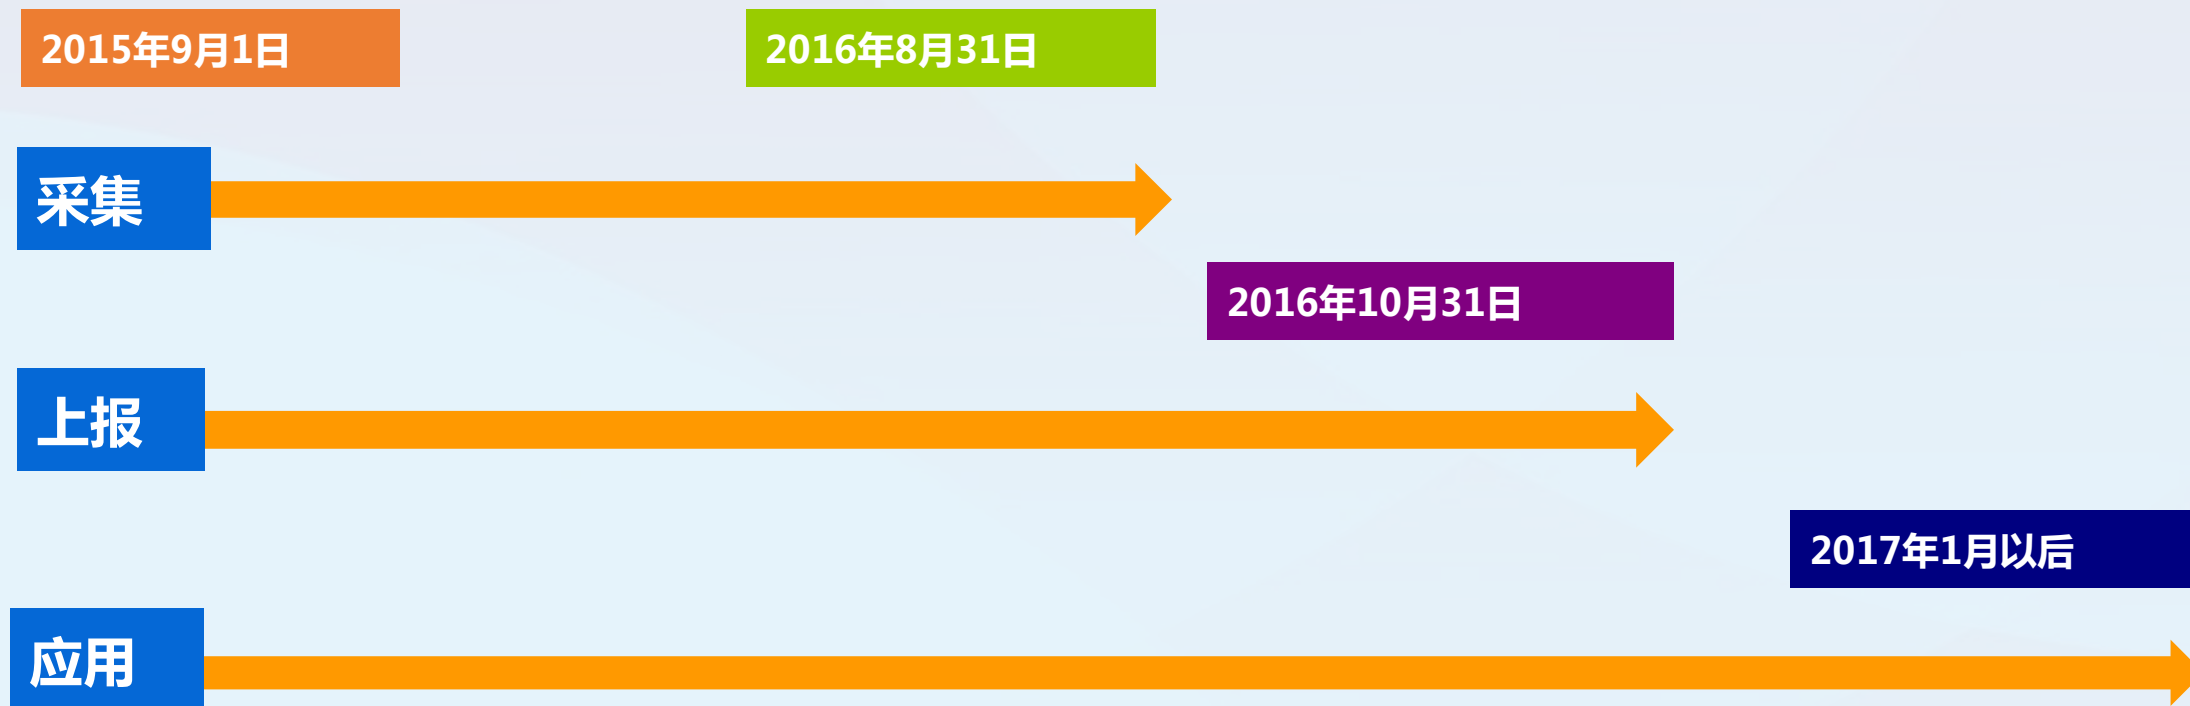 2015年9月1日
2016年8月31日
采集
2016年10月31日
上报
2017年1月以后
应用